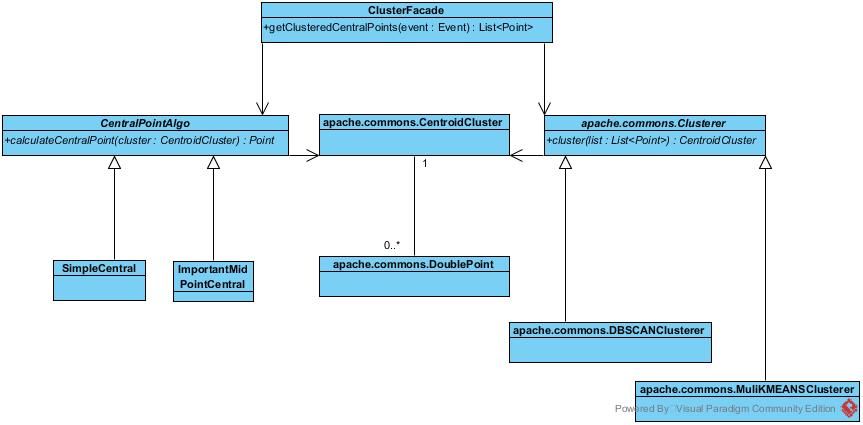 ClusterFacade
+getClusteredCentralPoints(event : Event) : List<Point>
CentralPointAlgo
+calculateCentralPoint(cluster : CentroidCluster) : Point
apache.commons.CentroidCluster
apache.commons.Clusterer
+cluster(list : List<Point>) : CentroidCluster
1
0..*
SimpleCentral
ImportantMid
PointCentral
apache.commons.DoublePoint
apache.commons.DBSCANClusterer
apache.commons.MuliKMEANSClusterer
Powered By Visual Paradigm Community Edition